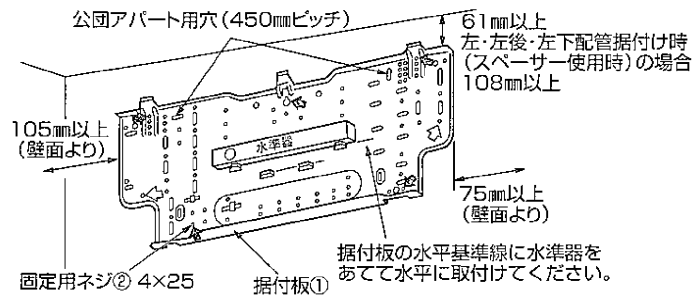 公団アパート用穴（450㎜ピッチ）
61㎜以上
左・左後・左下配管据付け時
（スペーサー使用時）の場合
108㎜以上
105㎜以上
（壁面より）
水準器
75㎜以上
（壁面より）
据付板の水平基準線に水準器を
あてて水平に取付けてください。
固定用ネジ② 4×25
据付板①